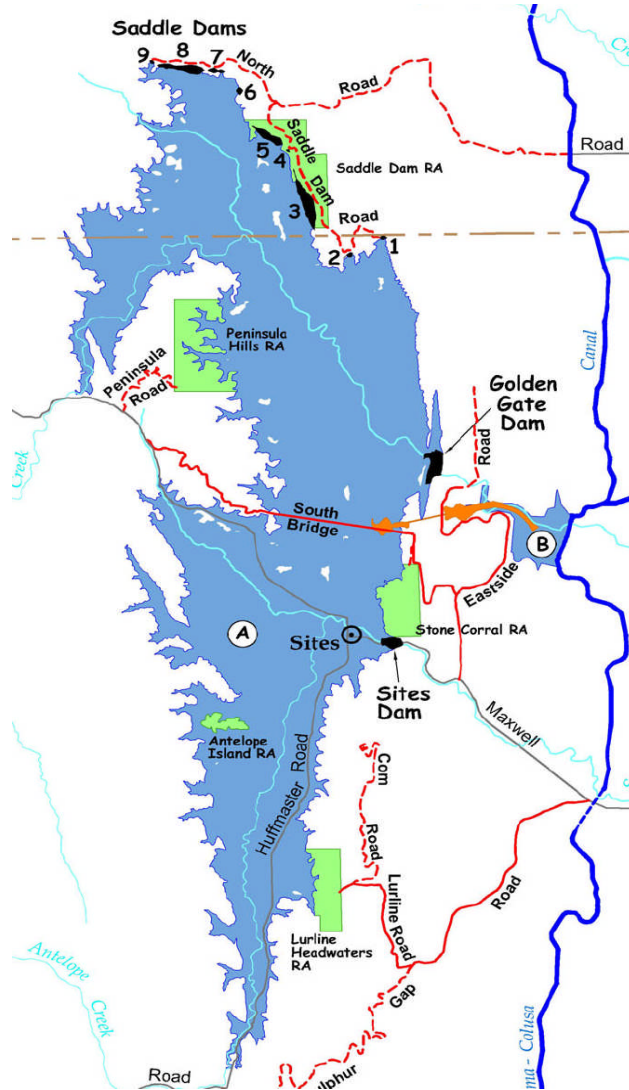 Saddle Dams
9
8
7
North
6
Road
Road
5
4
Saddle
Dam
Saddle Dam RA
3
Road
2
1
Peninsula
Hills RA
Canal
Peninsula
Road
Golden
Gate
Dam
Road
Creek
South
Bridge
B
Eastside
A
Sites
Stone Corral RA
Sites
Dam
Maxwell
Antelope
Island RA
Huffmaster Road
Com
Road
Lurline Road
Road
Lurline
Headwaters
RA
Gap
Antelope
Creek
Road
ulphur
ma - Colusa